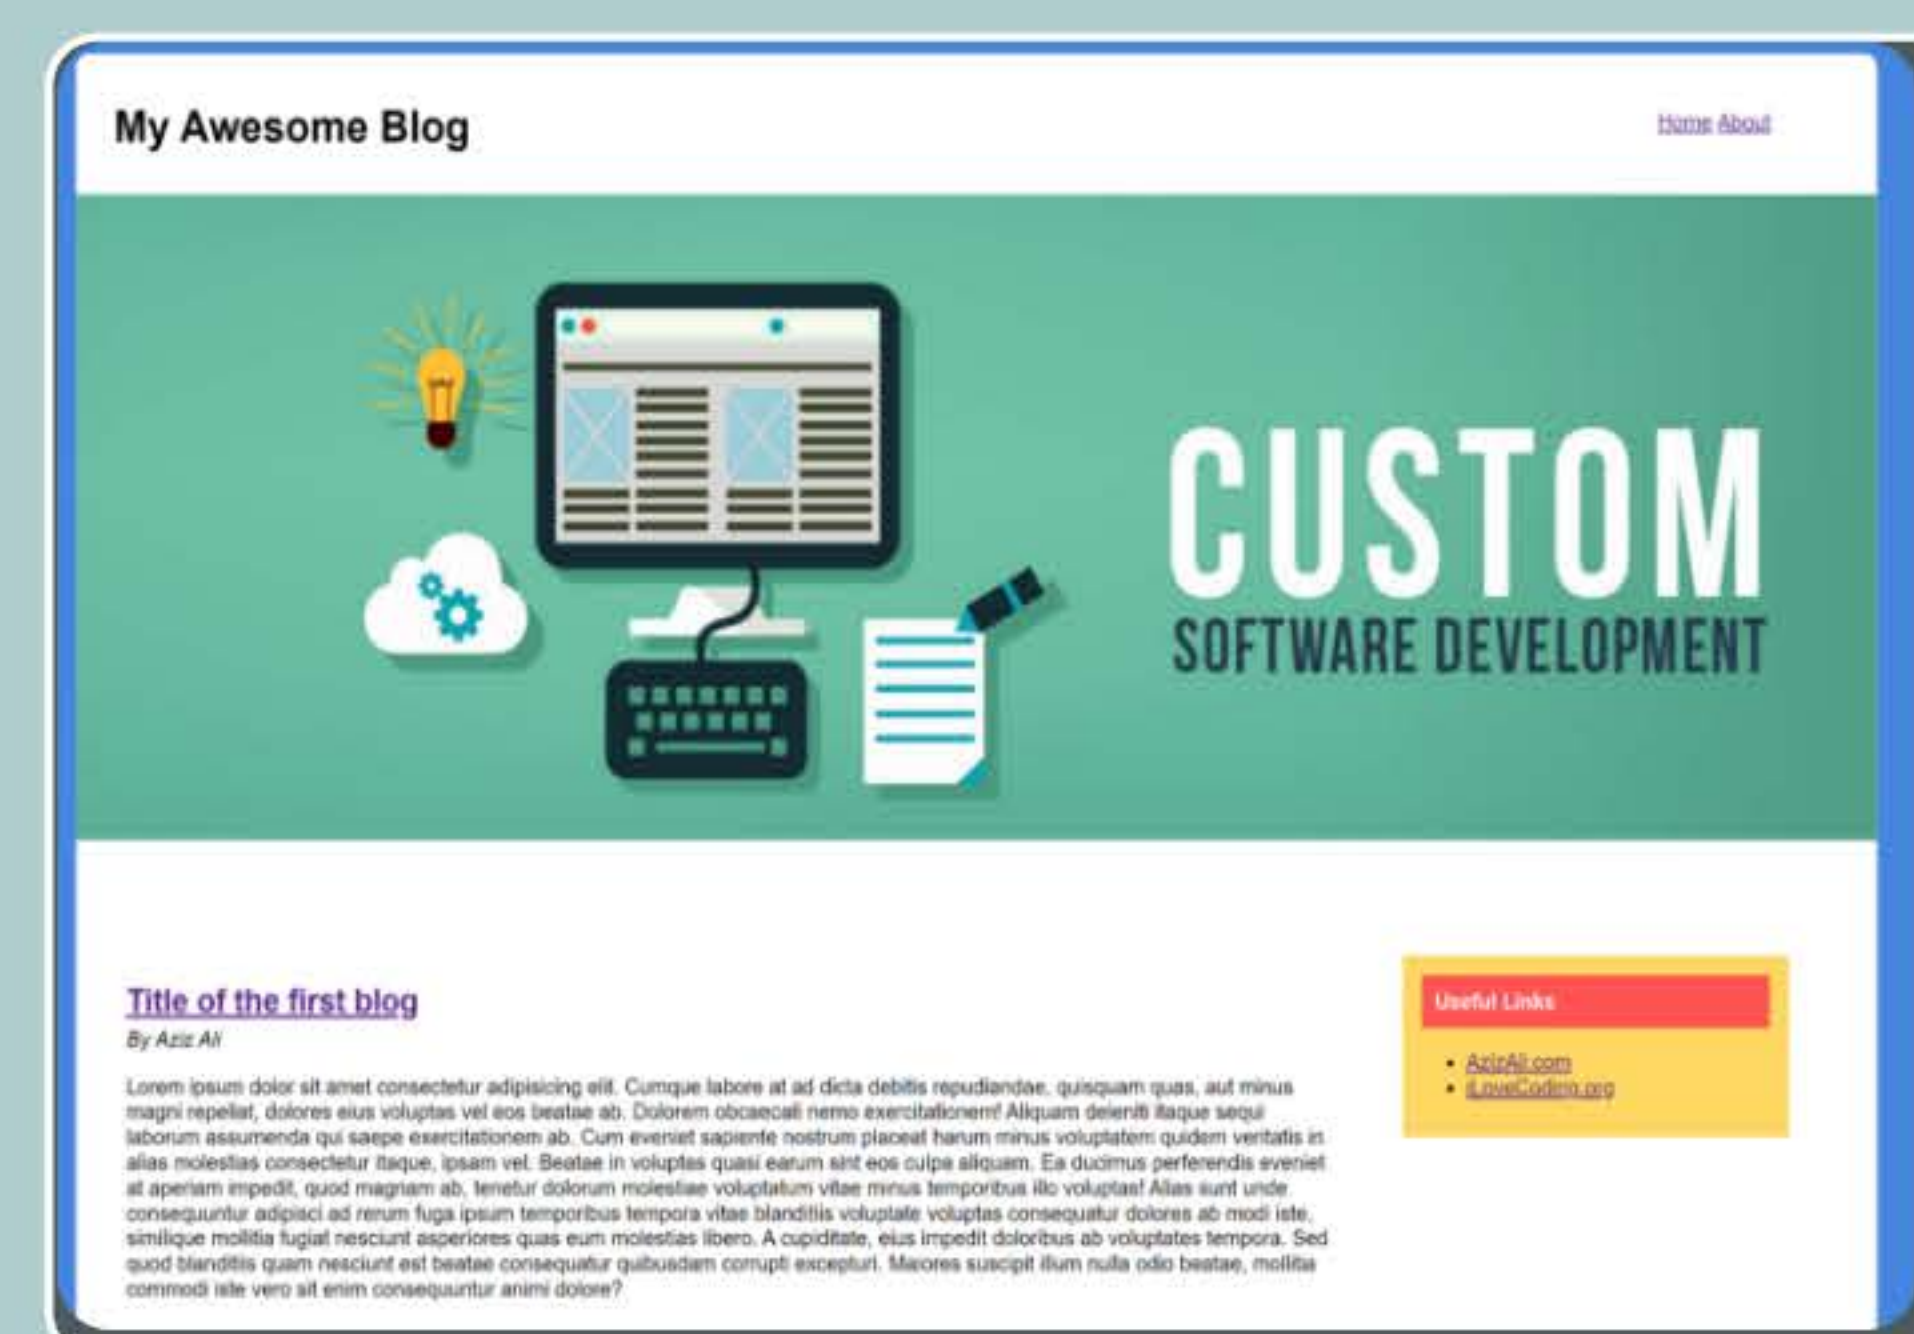 My Awesome Blog
Home About
CUSTOM
SOFTWARE DEVELOPMENT
Title of the first blog
By Aziz Ali
Lorem ipsum dolor sit amet consectetur adipisicing elit. Cumque labore at ad dicta debitis repudiandae, quisquam quas, aut minus
magni repellat, dolores eius voluptas vel eos beatae ab. Dolorem obcaecati nemo exercitationem! Aliquam deleniti itaque sequi
laborum assumenda qui saepe exercitationem ab. Cum eveniet sapiente nostrum placeat harum minus voluptatem quidem veritatis in
alias molestias consectetur itaque, ipsam vel. Beatae in voluptas quasi earum sint eos culpa aliquam. Ea ducimus perferendis eveniet
at aperiam impedit, quod magnam ab, tenetur dolorum molestiae voluptatum vitae minus temporibus illo voluptas! Alias sunt unde
consequuntur adipisci ad rerum fuga ipsum temporibus tempora vitae blanditiis voluptate voluptas consequatur dolores ab modi iste,
similique mollitia fugiat nesciunt asperiores quas eum molestias libero. A cupiditate, eius impedit doloribus ab voluptates tempora. Sed
quod blanditiis quam nesciunt est beatae consequatur quibusdam corrupti excepturi. Maiores suscipit illum nulla odio beatae, mollitia
commodi iste vero sit enim consequuntur animi dolore?
Useful Links
AzizAli.com
iLoveCoding.org